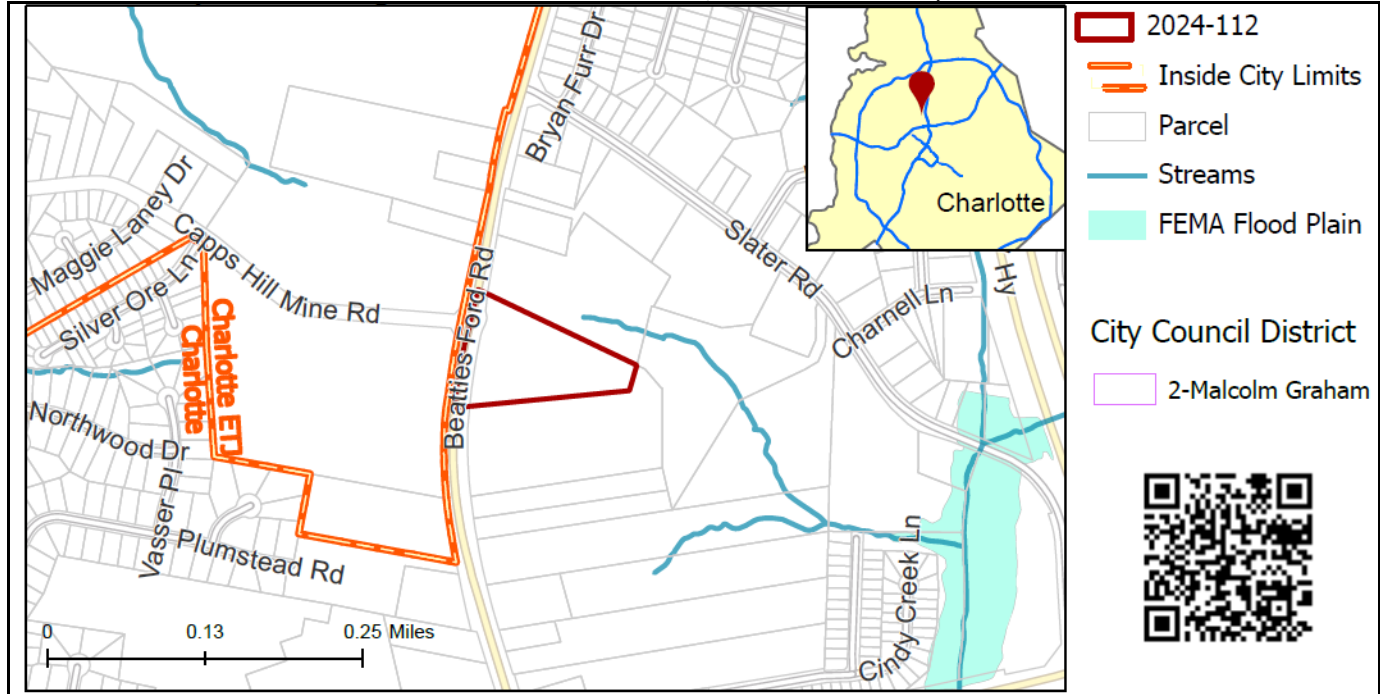 Bryan Furr Dr
Maggie Laney Dr
Capps Hill Mine Rd
Silver Ore Ln
Charlotte ETJ
Charlotte
Northwood Dr
Vasser Pl
Plumstead Rd
Beatties Ford Rd
Slater Rd
Charnell Ln
Hy
Cindy Creek Ln
0
0.13
0.25 Miles
Charlotte
2024-112
Inside City Limits
Parcel
Streams
FEMA Flood Plain
City Council District
2-Malcolm Graham